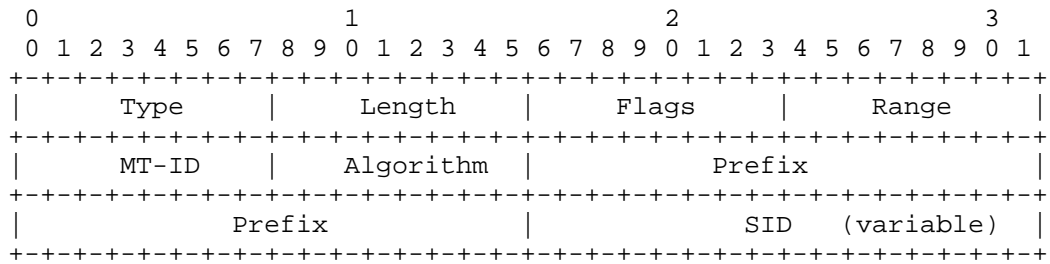 0                   1                   2                   3
 0 1 2 3 4 5 6 7 8 9 0 1 2 3 4 5 6 7 8 9 0 1 2 3 4 5 6 7 8 9 0 1
+-+-+-+-+-+-+-+-+-+-+-+-+-+-+-+-+-+-+-+-+-+-+-+-+-+-+-+-+-+-+-+-+
|      Type     |     Length    |     Flags     |     Range     |
+-+-+-+-+-+-+-+-+-+-+-+-+-+-+-+-+-+-+-+-+-+-+-+-+-+-+-+-+-+-+-+-+
|      MT-ID    |    Algorithm  |           Prefix              |
+-+-+-+-+-+-+-+-+-+-+-+-+-+-+-+-+-+-+-+-+-+-+-+-+-+-+-+-+-+-+-+-+
|             Prefix            |             SID   (variable)  |
+-+-+-+-+-+-+-+-+-+-+-+-+-+-+-+-+-+-+-+-+-+-+-+-+-+-+-+-+-+-+-+-+